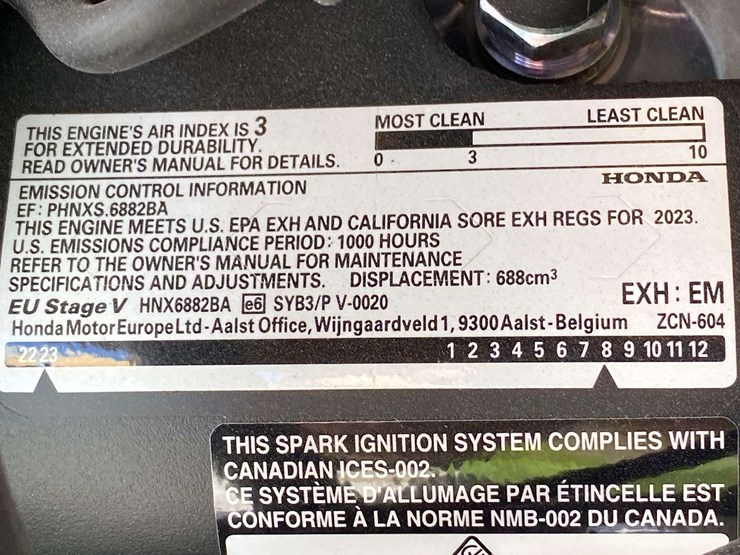 THIS ENGINE'S AIR INDEX IS 3
FOR EXTENDED DURABILITY.
READ OWNER'S MANUAL FOR DETAILS.
MOST CLEAN LEAST CLEAN
0 3 10
HONDA
EMISSION CONTROL INFORMATION
EF: PHNXS.6882BA
THIS ENGINE MEETS U.S. EPA EXH AND CALIFORNIA SORE EXH REGS FOR 2023.
U.S. EMISSIONS COMPLIANCE PERIOD: 1000 HOURS
REFER TO THE OWNER'S MANUAL FOR MAINTENANCE
SPECIFICATIONS AND ADJUSTMENTS. DISPLACEMENT: 688cm³
EU Stage V HNX6882BA e6 SYB3/P V-0020 EXH: EM
Honda Motor Europe Ltd - Aalst Office, Wijngaardveld 1, 9300 Aalst - Belgium ZCN-604
22 23 1 2 3 4 5 6 7 8 9 10 11 12
THIS SPARK IGNITION SYSTEM COMPLIES WITH
CANADIAN ICES-002.
CE SYSTÈME D'ALLUMAGE PAR ÉTINCELLE EST
CONFORME À LA NORME NMB-002 DU CANADA.